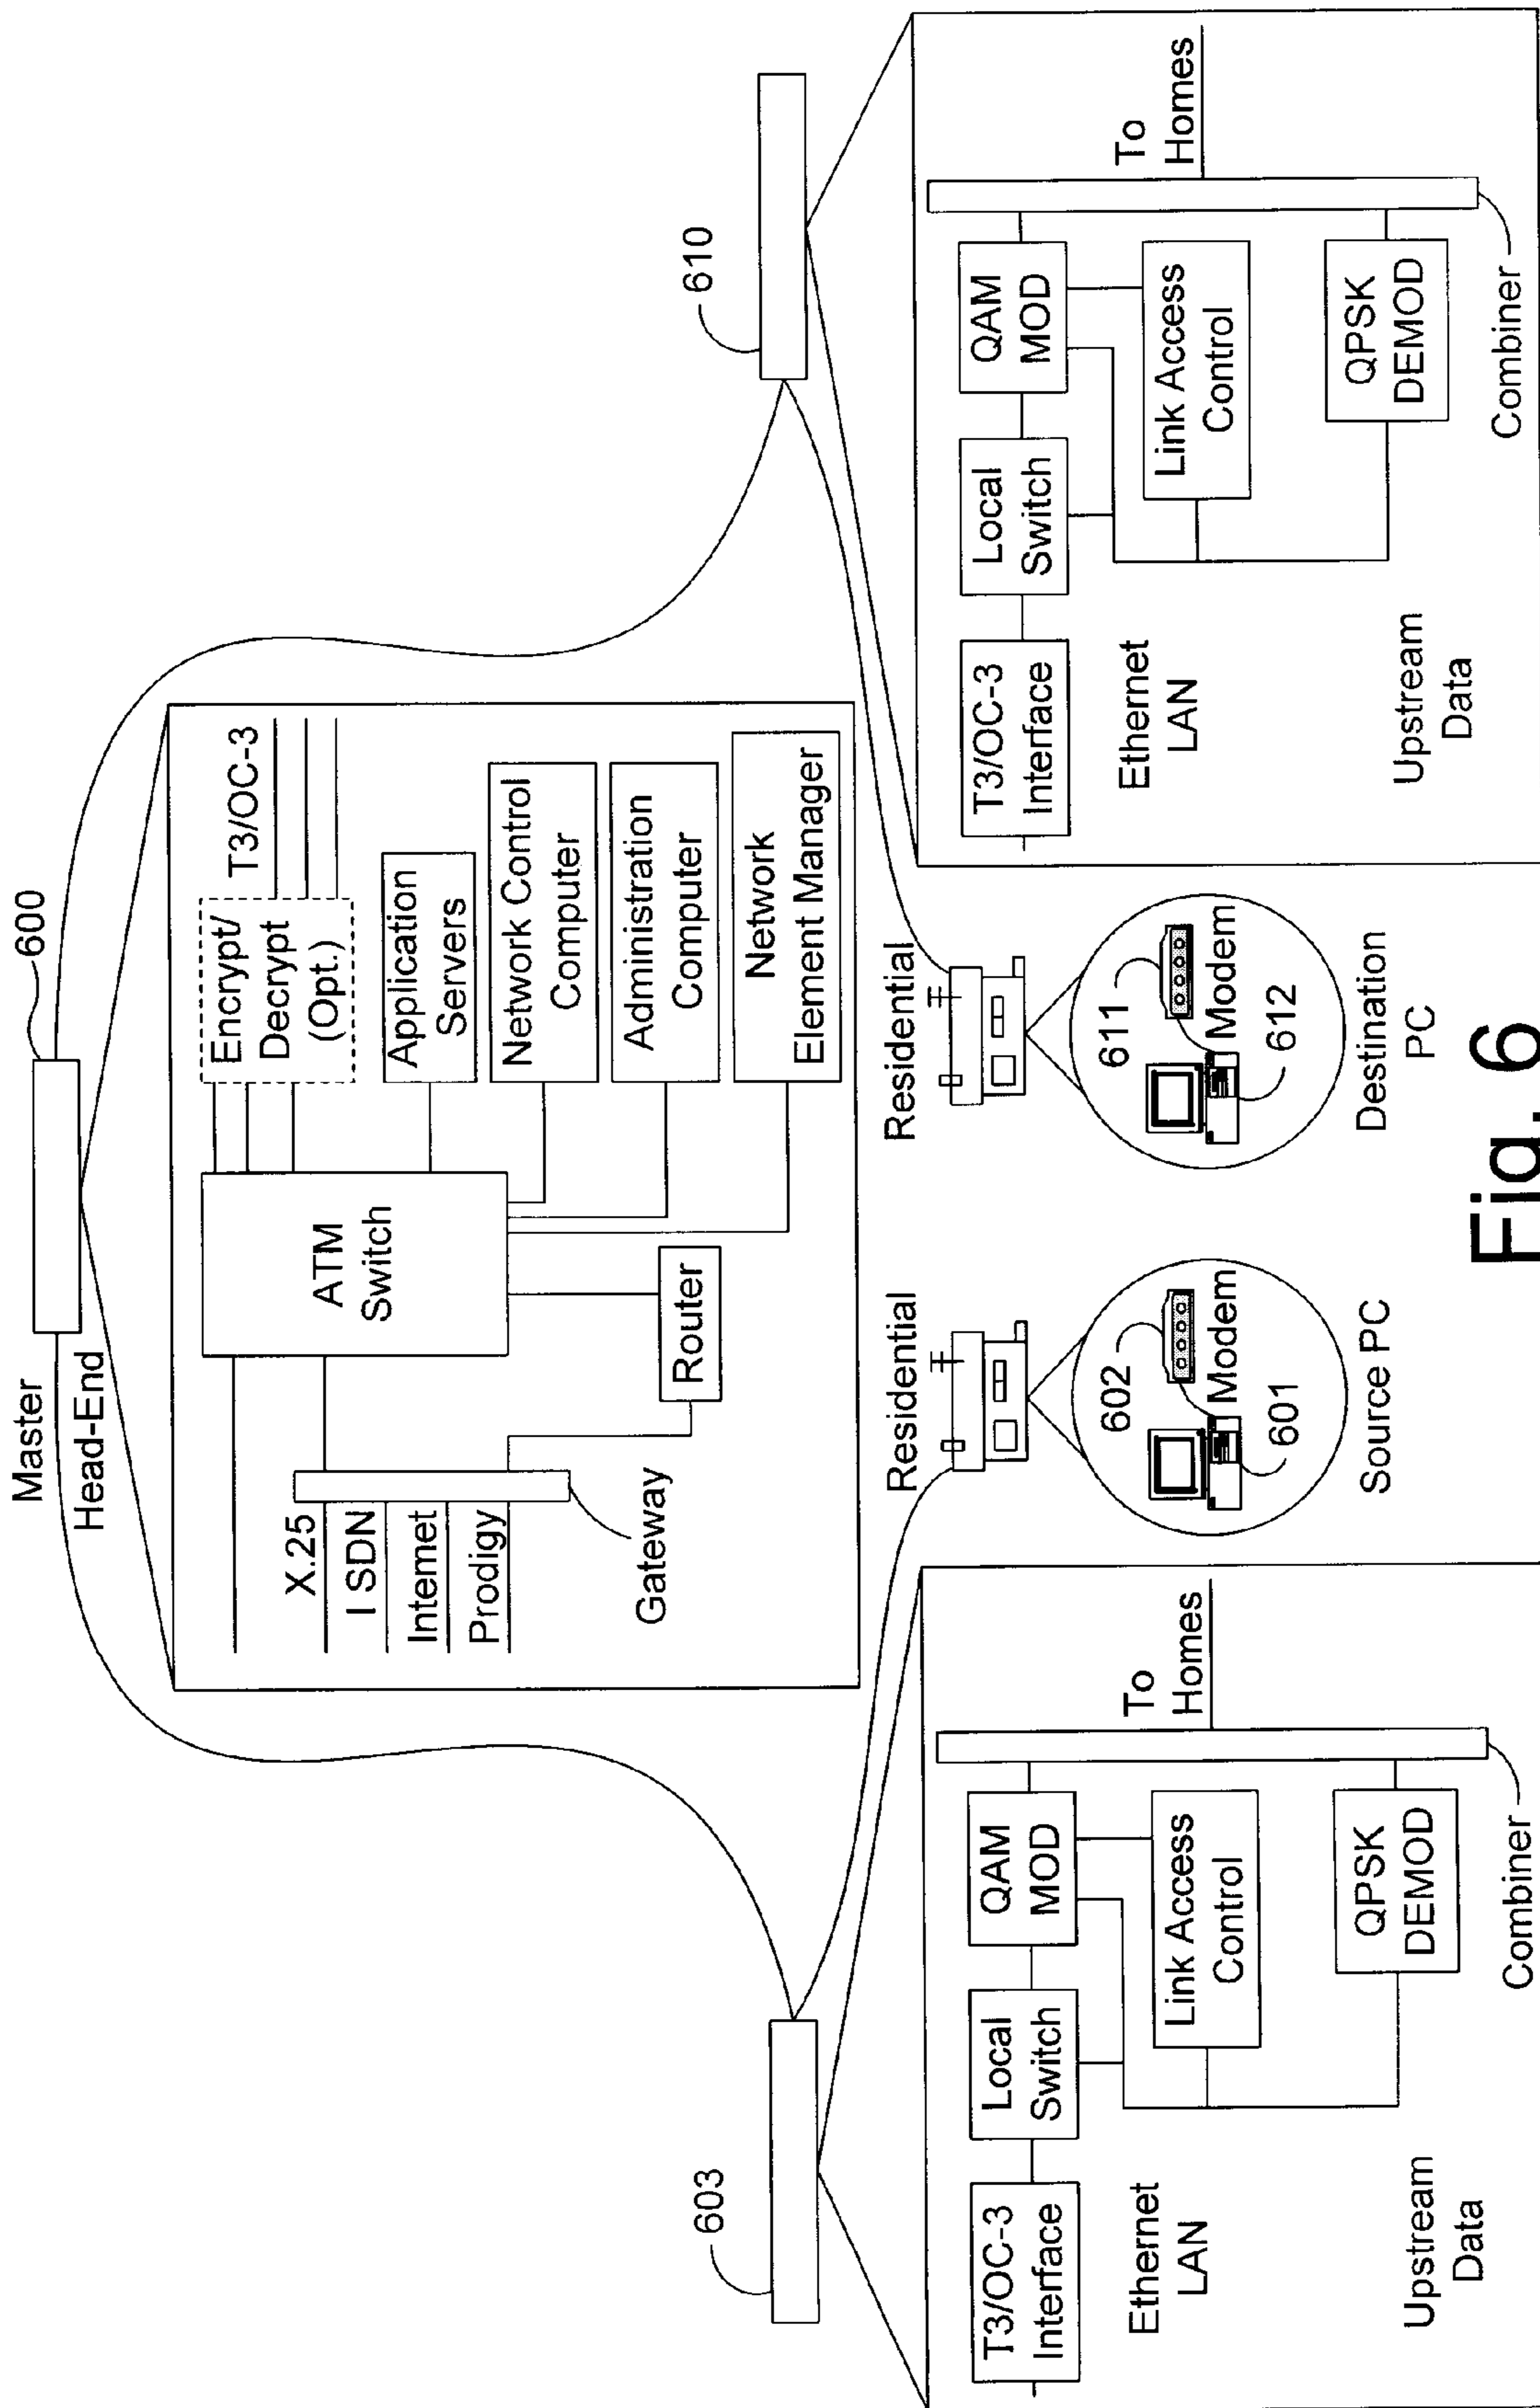 600
Master
Head-End
603
610
X.25
ISDN
Internet
Prodigy
Gateway
ATM
Switch
Router
Encrypt/
Decrypt
(Opt.)
T3/OC-3
Application
Servers
Network Control
Computer
Administration
Computer
Network
Element Manager
T3/OC-3
Interface
Local
Switch
QAM
MOD
To
Homes
Ethernet
LAN
Link Access
Control
Upstream
Data
QPSK
DEMOD
Combiner
Residential
602
Modem
601
Source PC
Residential
611
Modem
612
Destination
PC
T3/OC-3
Interface
Local
Switch
QAM
MOD
To
Homes
Ethernet
LAN
Link Access
Control
Upstream
Data
QPSK
DEMOD
Combiner
Fig. 6